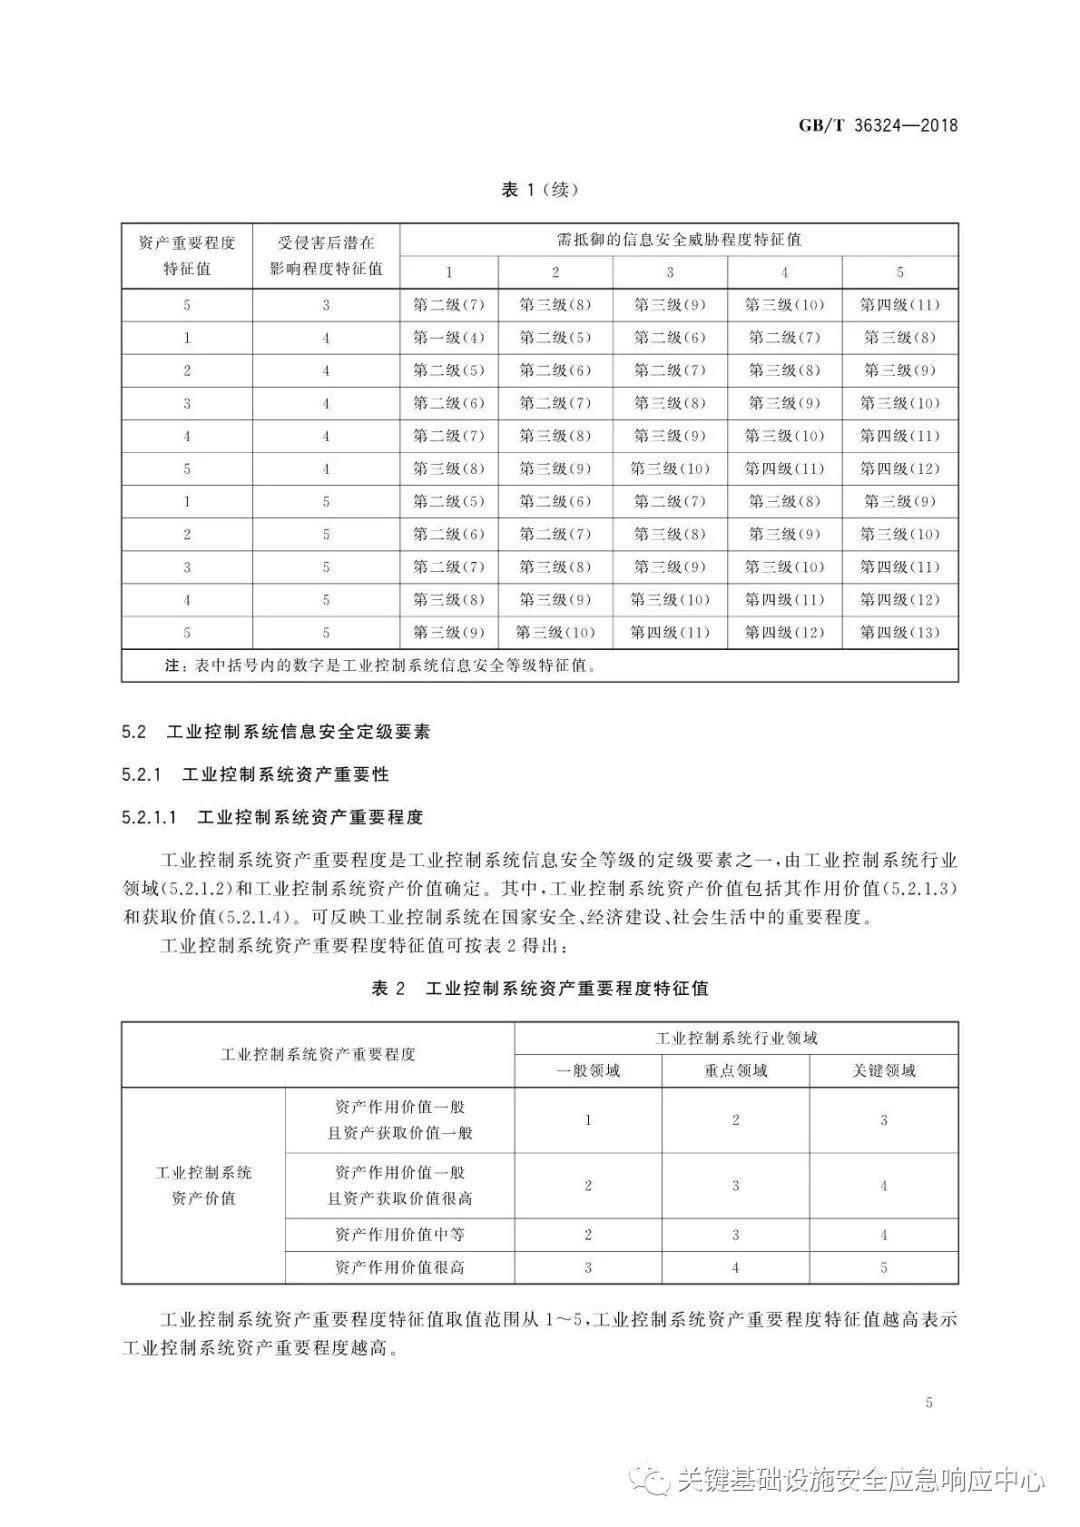 GB/T 36324—2018
表 1（续）
资产重要程度特征值 受侵害后潜在影响程度特征值 需抵御的信息安全威胁程度特征值
1 2 3 4 5
5 3 第二级(7) 第三级(8) 第三级(9) 第三级(10) 第四级(11)
1 4 第一级(4) 第二级(5) 第二级(6) 第二级(7) 第三级(8)
2 4 第二级(5) 第二级(6) 第二级(7) 第三级(8) 第三级(9)
3 4 第二级(6) 第二级(7) 第三级(8) 第三级(9) 第三级(10)
4 4 第二级(7) 第三级(8) 第三级(9) 第三级(10) 第四级(11)
5 4 第三级(8) 第三级(9) 第三级(10) 第四级(11) 第四级(12)
1 5 第二级(5) 第二级(6) 第二级(7) 第三级(8) 第三级(9)
2 5 第二级(6) 第二级(7) 第三级(8) 第三级(9) 第三级(10)
3 5 第二级(7) 第三级(8) 第三级(9) 第三级(10) 第四级(11)
4 5 第三级(8) 第三级(9) 第三级(10) 第四级(11) 第四级(12)
5 5 第三级(9) 第三级(10) 第四级(11) 第四级(12) 第四级(13)
注：表中括号内的数字是工业控制系统信息安全等级特征值。
5.2 工业控制系统信息安全定级要素
5.2.1 工业控制系统资产重要性
5.2.1.1 工业控制系统资产重要程度
工业控制系统资产重要程度是工业控制系统信息安全等级的定级要素之一，由工业控制系统行业
领域(5.2.1.2)和工业控制系统资产价值确定。其中，工业控制系统资产价值包括其作用价值(5.2.1.3)
和获取价值(5.2.1.4)。可反映工业控制系统在国家安全、经济建设、社会生活中的重要程度。
工业控制系统资产重要程度特征值可按表 2 得出：
表 2 工业控制系统资产重要程度特征值
工业控制系统资产重要程度 工业控制系统行业领域
一般领域 重点领域 关键领域
工业控制系统
资产价值
资产作用价值一般
且资产获取价值一般 1 2 3
资产作用价值一般
且资产获取价值很高 2 3 4
资产作用价值中等 2 3 4
资产作用价值很高 3 4 5
工业控制系统资产重要程度特征值取值范围从 1～5，工业控制系统资产重要程度特征值越高表示
工业控制系统资产重要程度越高。
5
关键基础设施安全应急响应中心